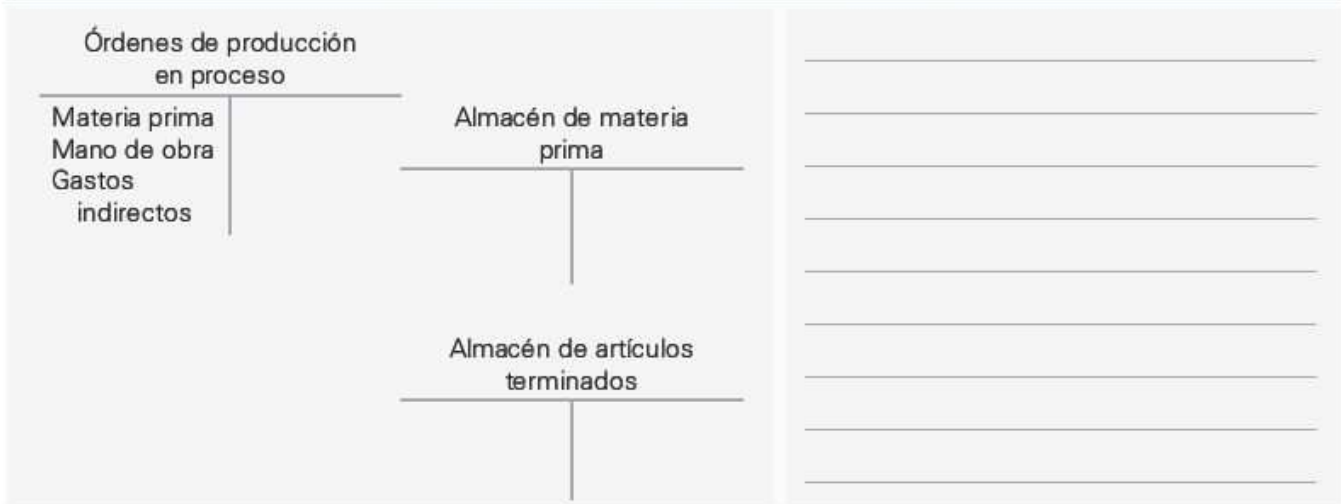 Órdenes de producción
en proceso
Materia prima
Mano de obra
Gastos
indirectos
Almacén de materia
prima
Almacén de artículos
terminados